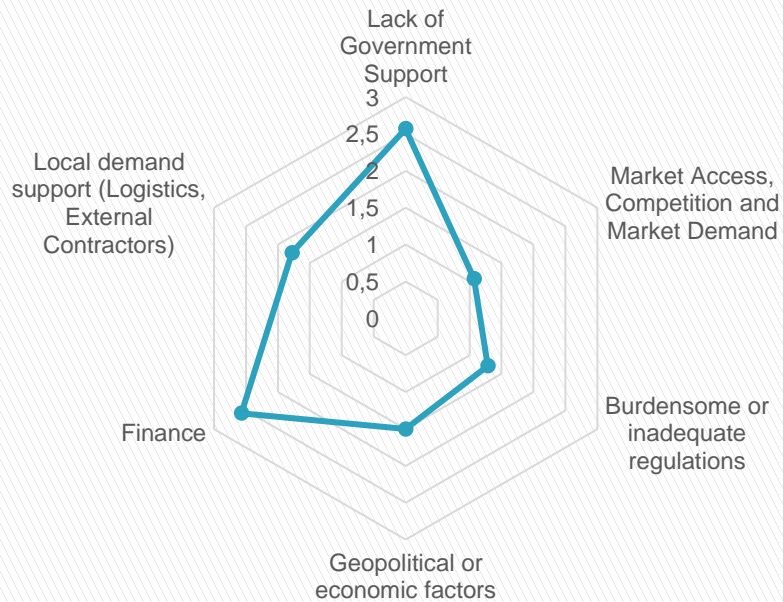 Lack of
Government
Support
3
2,5
2
1,5
1
0,5
0
Market Access,
Competition and
Market Demand
Burdensome or
inadequate
regulations
Geopolitical or
economic factors
Finance
Local demand
support (Logistics,
External
Contractors)